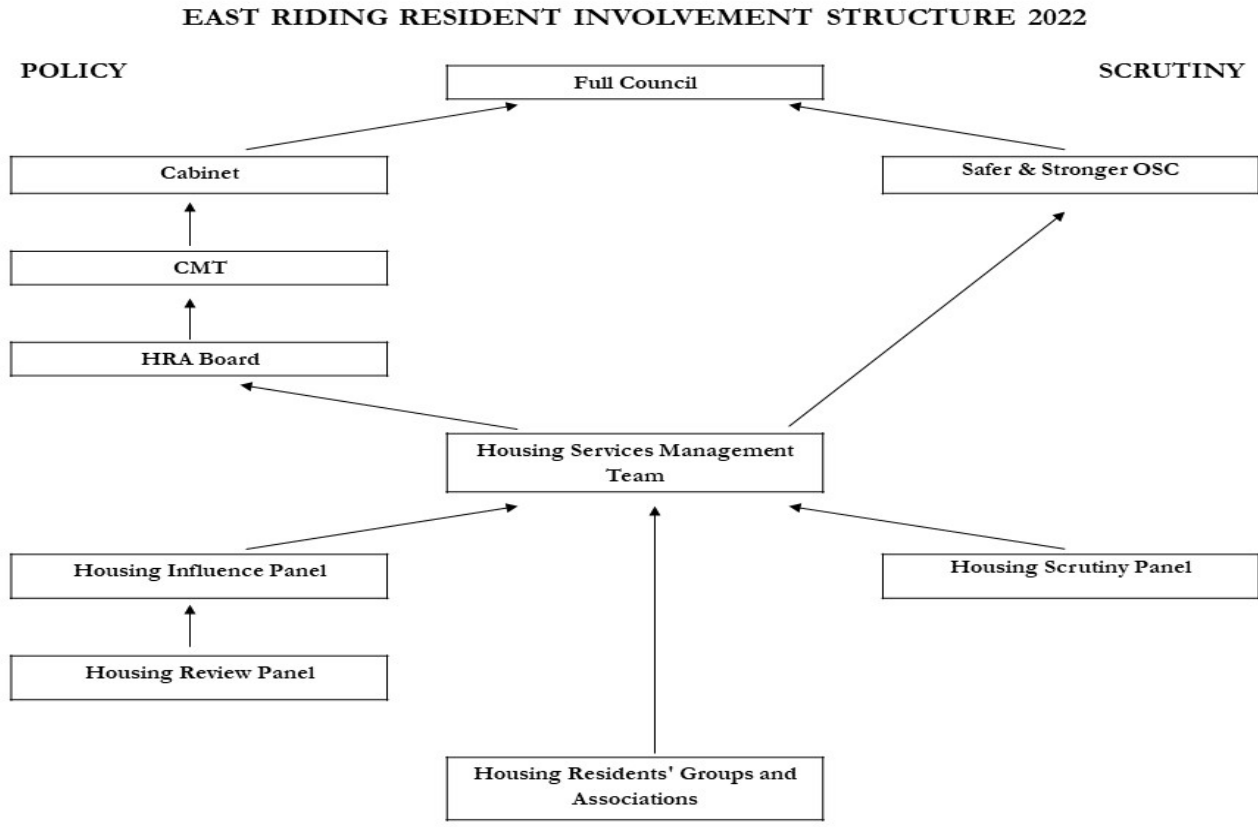 EAST RIDING RESIDENT INVOLVEMENT STRUCTURE 2022
POLICY
SCRUTINY
Full Council
Cabinet
Safer & Stronger OSC
CMT
HRA Board
Housing Services Management
Team
Housing Influence Panel
Housing Scrutiny Panel
Housing Review Panel
Housing Residents' Groups and
Associations